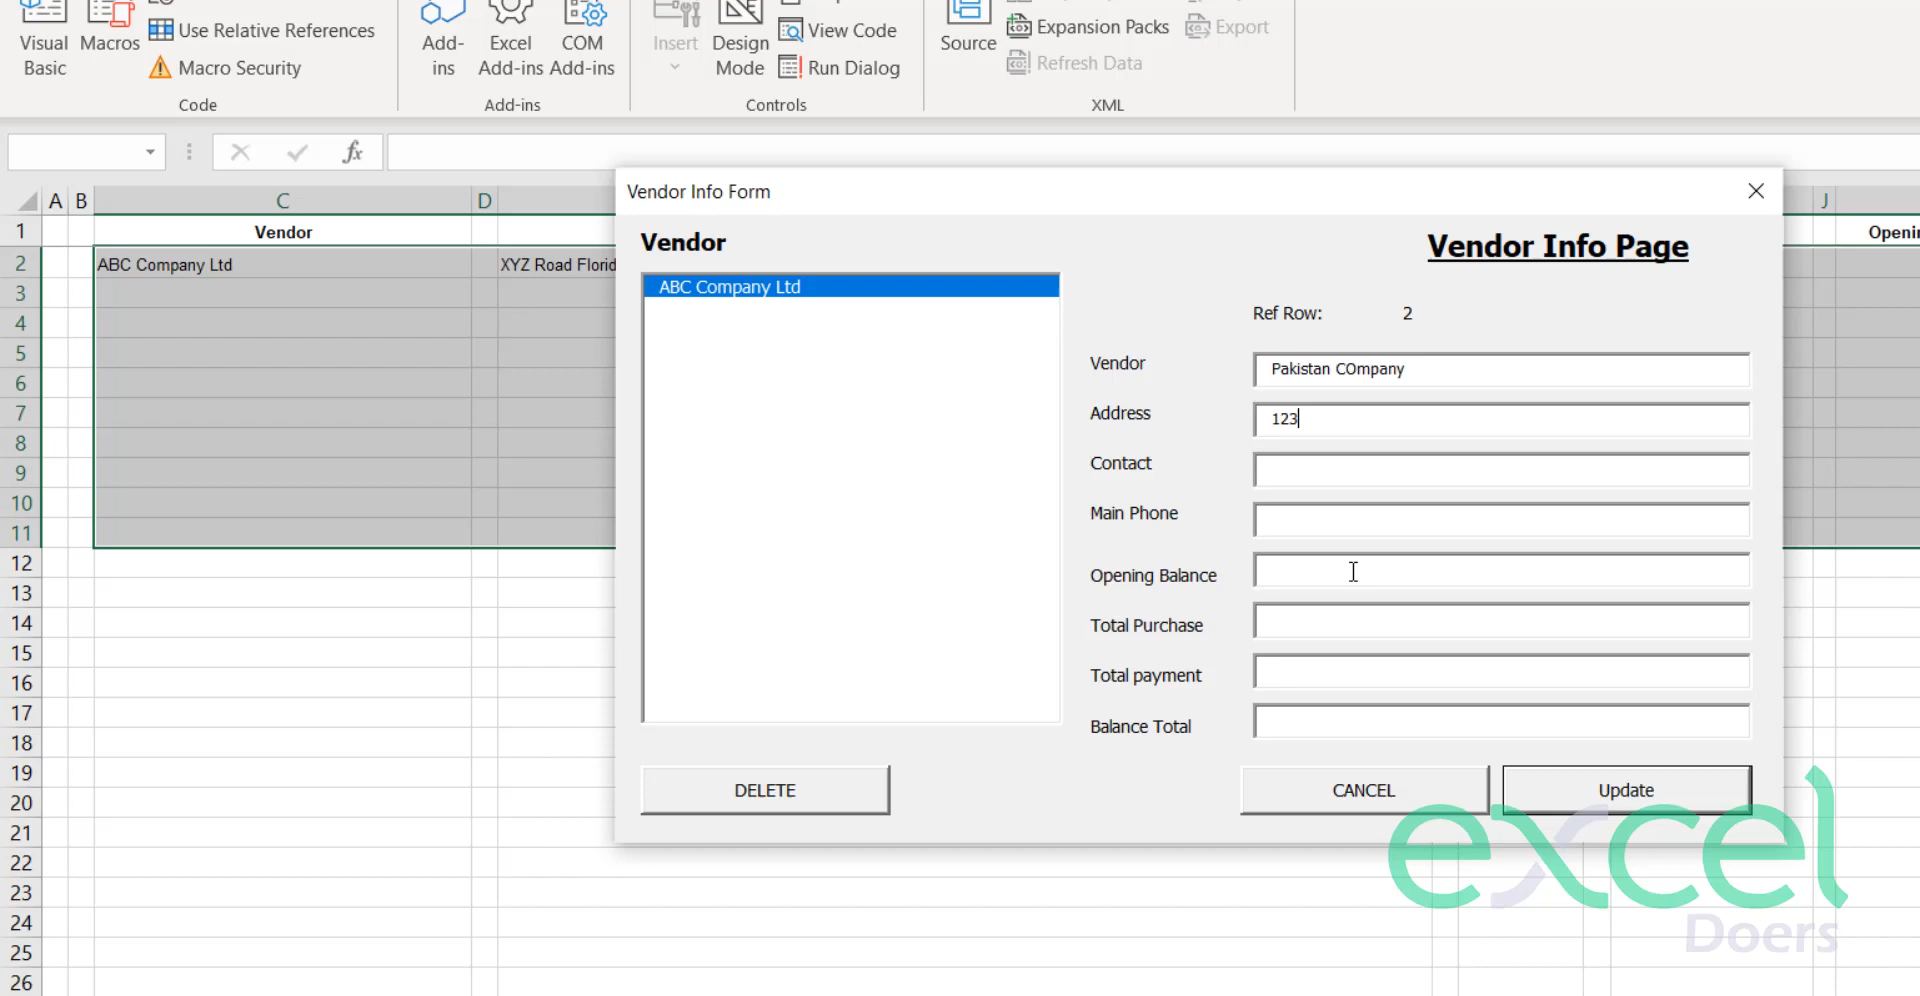 Visual Basic
Macros
Use Relative References
Macro Security
Code
Add-ins
Excel Add-ins
COM Add-ins
Add-ins
Insert
Design Mode
View Code
Run Dialog
Controls
Source
Expansion Packs
Export
Refresh Data
XML
fx
A B C D J
1 Vendor
2 ABC Company Ltd XYZ Road Florid
3
4
5
6
7
8
9
10
11
12
13
14
15
16
17
18
19
20
21
22
23
24
25
26
Vendor Info Form
Vendor
ABC Company Ltd
Vendor Info Page
Ref Row: 2
Vendor Pakistan COmpany
Address 123
Contact
Main Phone
Opening Balance
Total Purchase
Total payment
Balance Total
DELETE
CANCEL
Update
excel
Doers